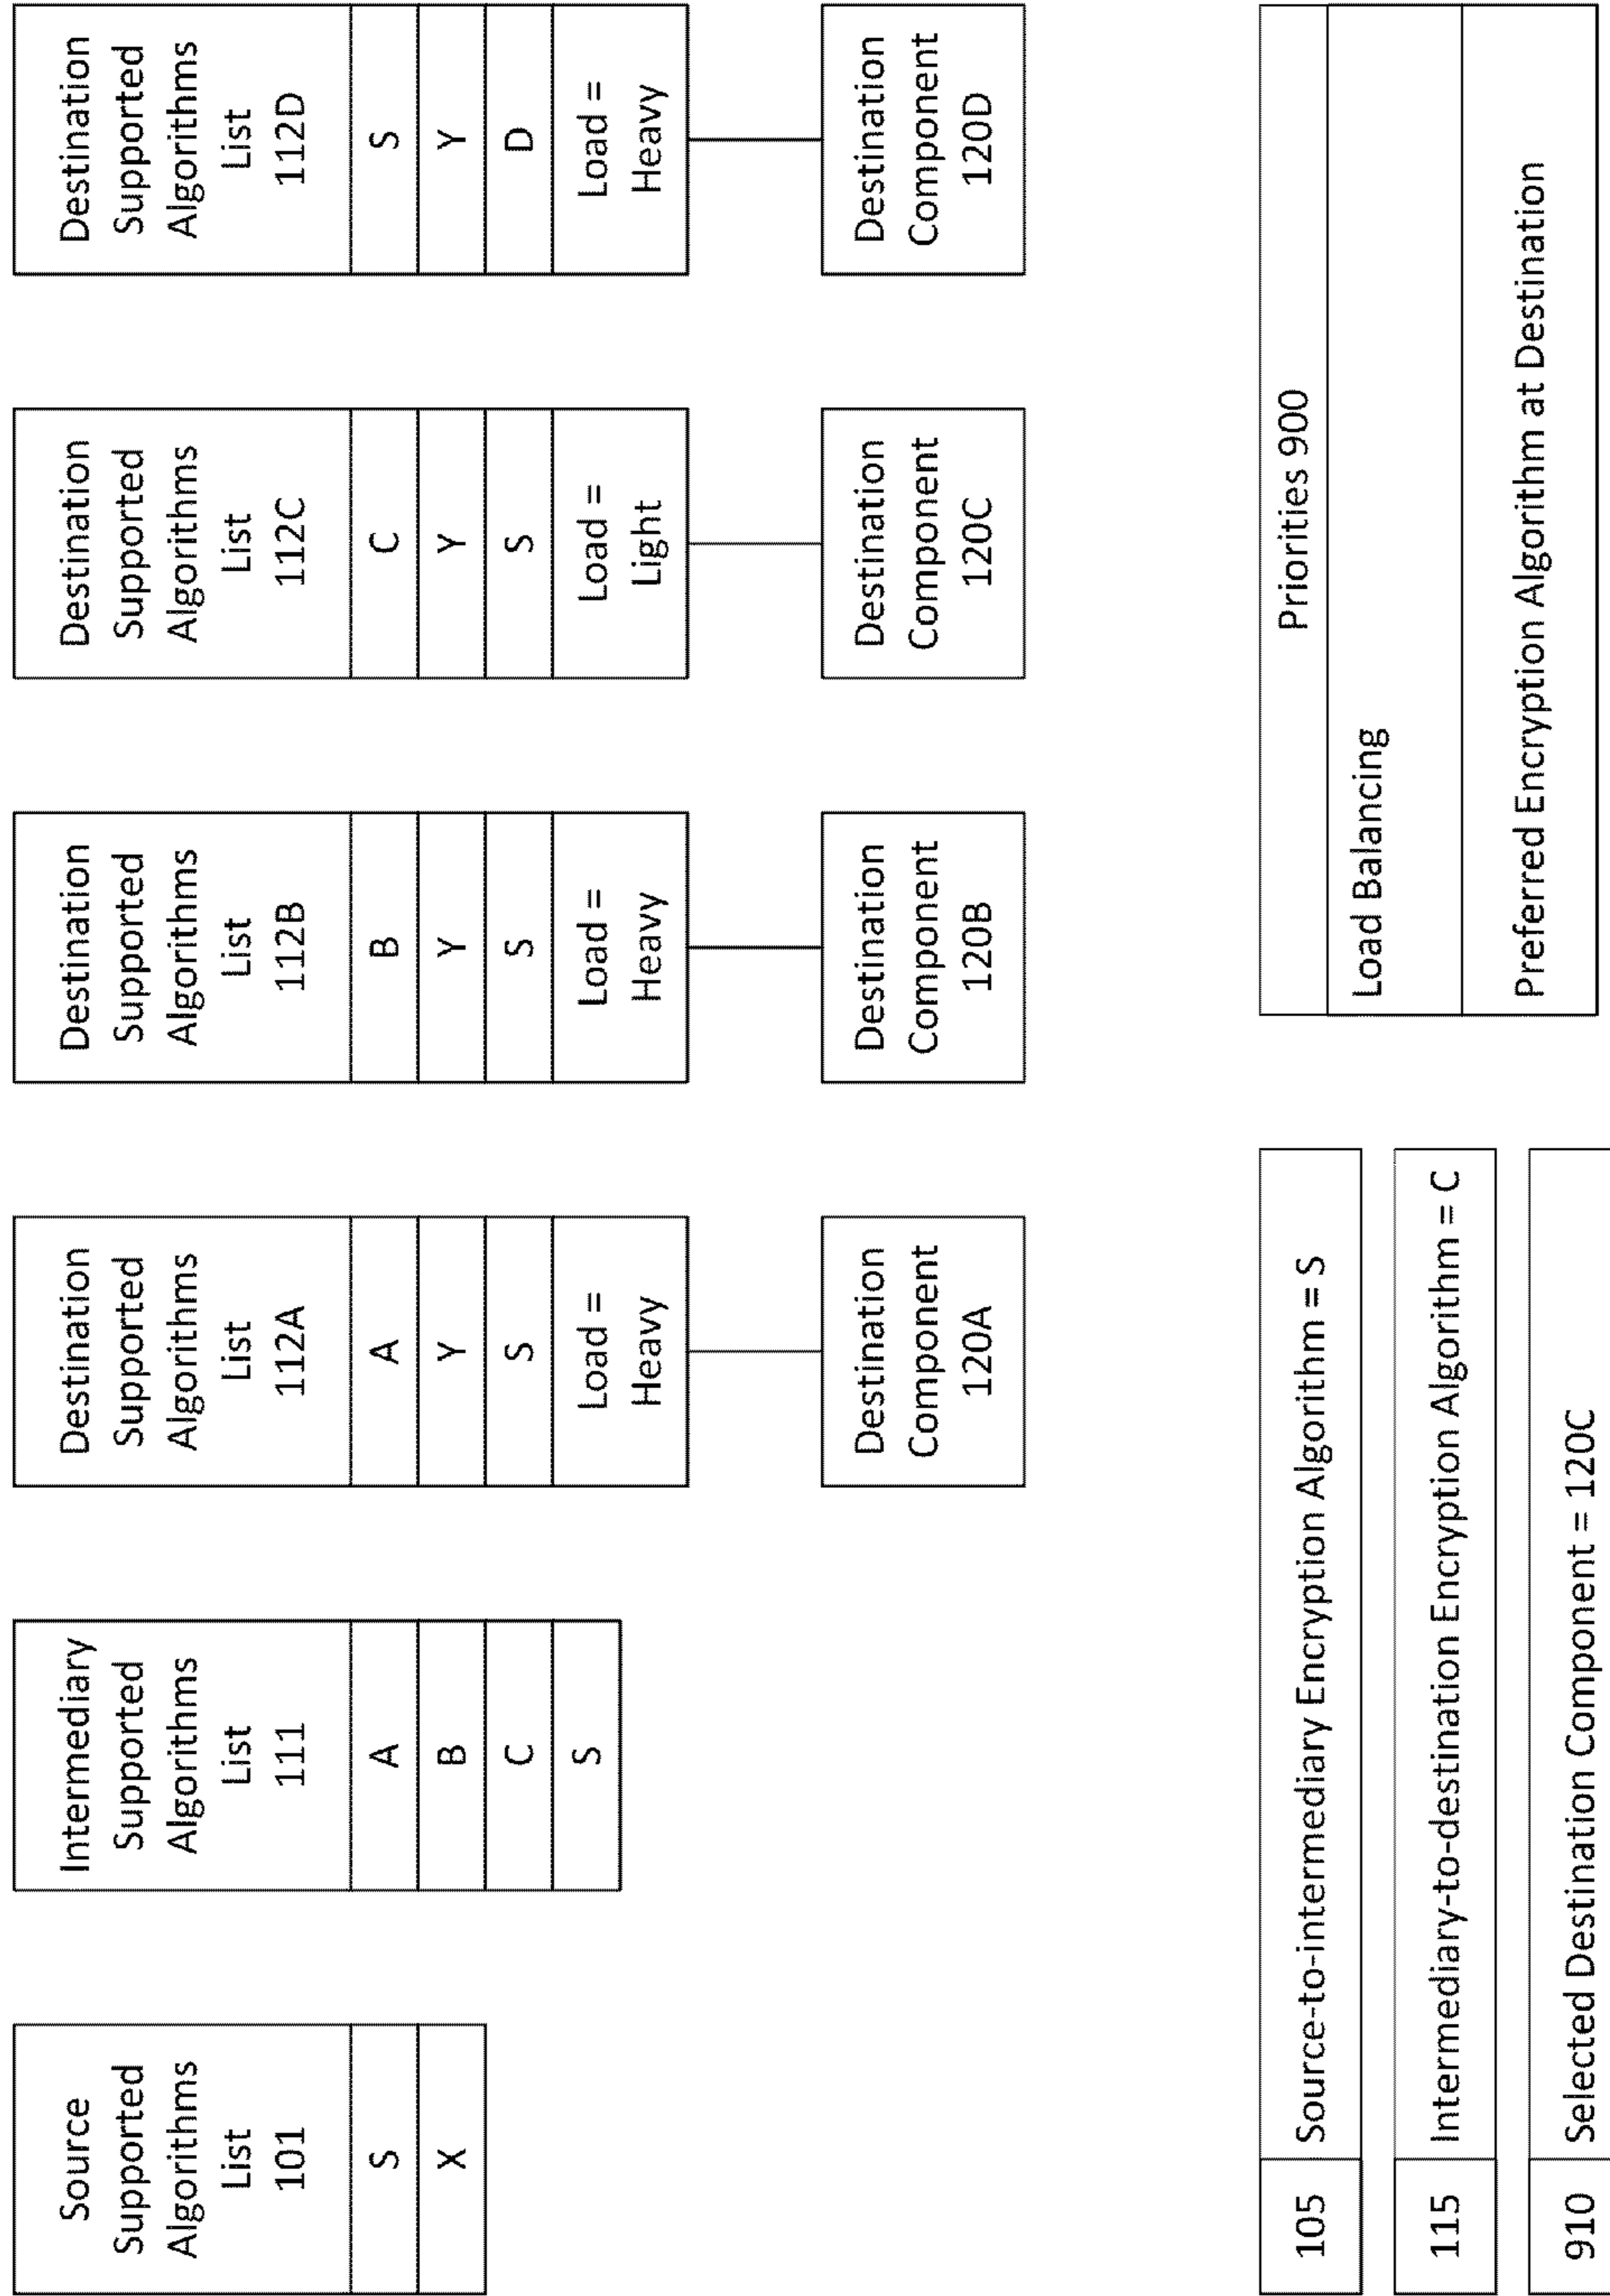 Source
Supported
Algorithms
List
101
S
X
Intermediary
Supported
Algorithms
List
111
A
B
C
S
Destination
Supported
Algorithms
List
112A
A
Y
S
Load =
Heavy
Destination
Component
120A
Destination
Supported
Algorithms
List
112B
B
Y
S
Load =
Heavy
Destination
Component
120B
Destination
Supported
Algorithms
List
112C
C
Y
S
Load =
Light
Destination
Component
120C
Destination
Supported
Algorithms
List
112D
S
Y
D
Load =
Heavy
Destination
Component
120D
105 Source-to-intermediary Encryption Algorithm = S
115 Intermediary-to-destination Encryption Algorithm = C
910 Selected Destination Component = 120C
Priorities 900
Load Balancing
Preferred Encryption Algorithm at Destination